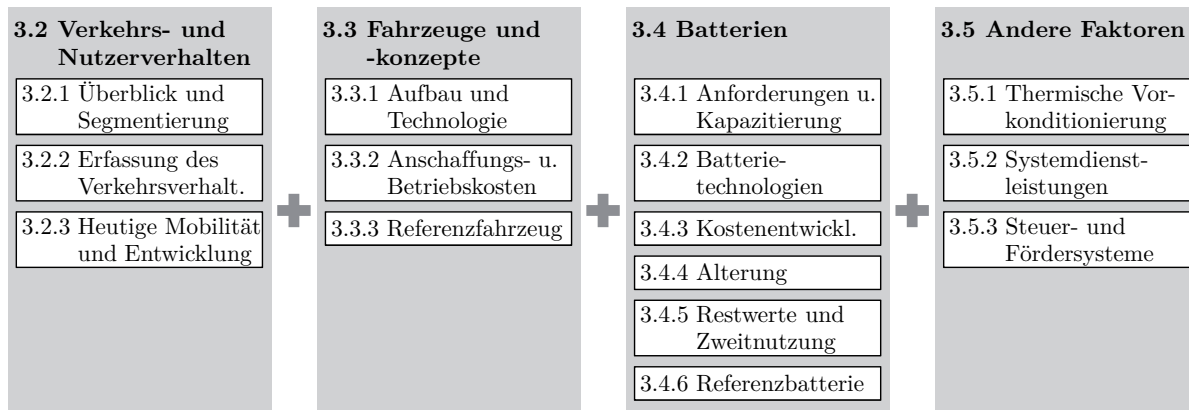 3.2 Verkehrs- und
Nutzerverhalten
3.2.1 Überblick und
Segmentierung
3.2.2 Erfassung des
Verkehrsverhalt.
3.2.3 Heutige Mobilität
und Entwicklung
3.3 Fahrzeuge und
-konzepte
3.3.1 Aufbau und
Technologie
3.3.2 Anschaffungs- u.
Betriebskosten
3.3.3 Referenzfahrzeug
3.4 Batterien
3.4.1 Anforderungen u.
Kapazitierung
3.4.2 Batterie-
technologien
3.4.3 Kostenentwickl.
3.4.4 Alterung
3.4.5 Restwerte und
Zweitnutzung
3.4.6 Referenzbatterie
3.5 Andere Faktoren
3.5.1 Thermische Vor-
konditionierung
3.5.2 Systemdienst-
leistungen
3.5.3 Steuer- und
Fördersysteme